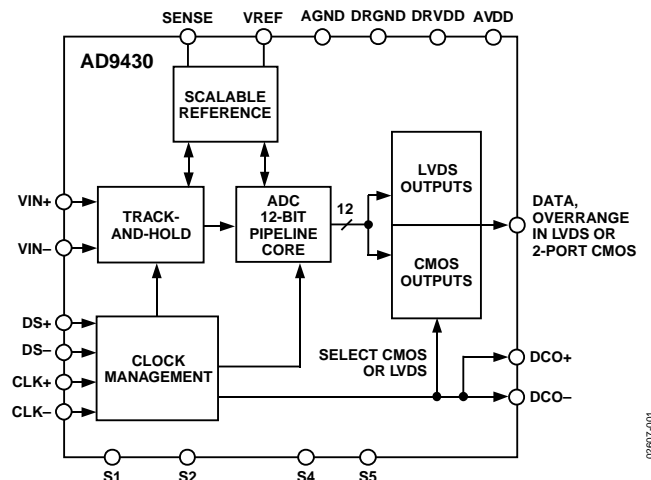 SENSE VREF AGND DRGND DRVDD AVDD
AD9430
SCALABLE
REFERENCE
VIN+
VIN–
TRACK-
AND-HOLD
ADC
12-BIT
PIPELINE
CORE
12
LVDS
OUTPUTS
CMOS
OUTPUTS
DATA,
OVERRANGE
IN LVDS OR
2-PORT CMOS
DS+
DS–
CLK+
CLK–
CLOCK
MANAGEMENT
SELECT CMOS
OR LVDS
DCO+
DCO–
S1 S2 S4 S5
02607-001